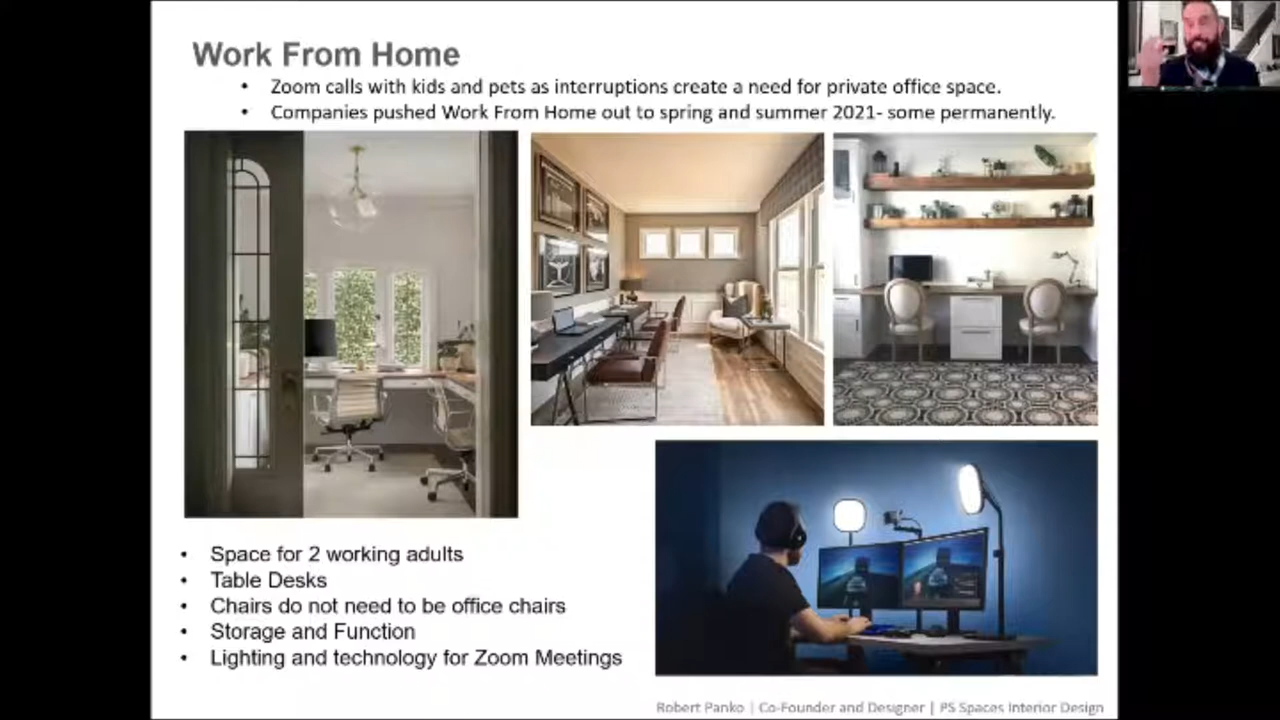 Work From Home
• Zoom calls with kids and pets as interruptions create a need for private office space.
• Companies pushed Work From Home out to spring and summer 2021- some permanently.
• Space for 2 working adults
• Table Desks
• Chairs do not need to be office chairs
• Storage and Function
• Lighting and technology for Zoom Meetings
Robert Panko | Co-Founder and Designer | PS Spaces Interior Design